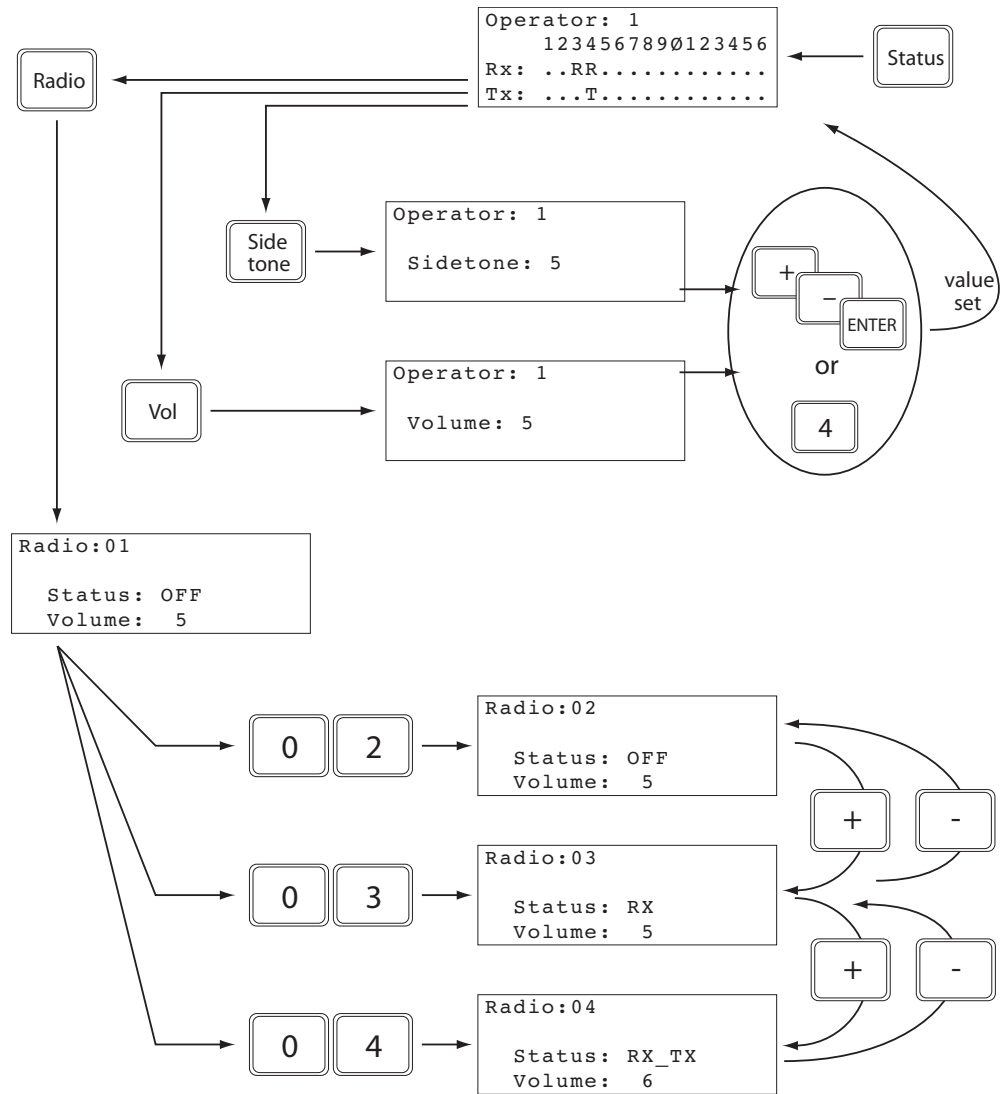 Operator: 1
1234567890123456
Rx: ..RR............
Tx: ...T............
Status
Radio
Side
tone
Operator: 1
Sidetone: 5
+
-
ENTER
or
4
value
set
Vol
Operator: 1
Volume: 5
Radio:01
Status: OFF
Volume: 5
0 2
Radio:02
Status: OFF
Volume: 5
+ -
0 3
Radio:03
Status: RX
Volume: 5
+ -
0 4
Radio:04
Status: RX_TX
Volume: 6